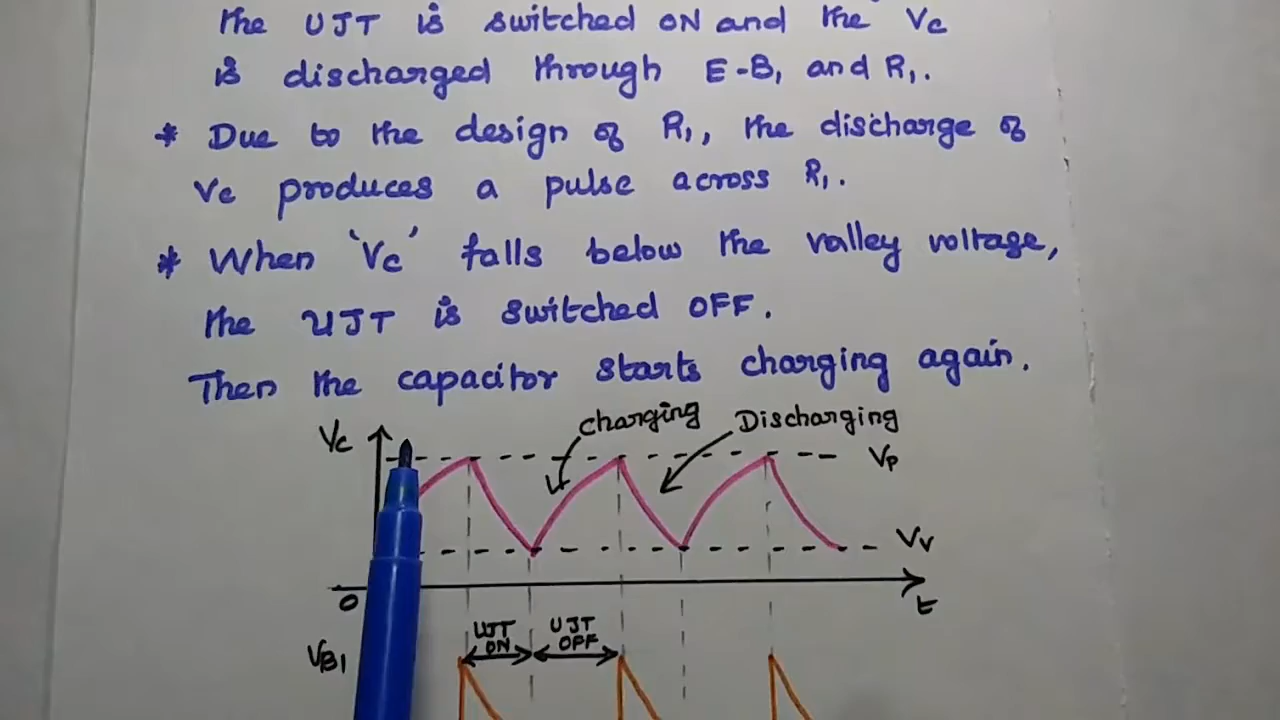 the UJT is switched ON and the Vc
is discharged through E-B1 and R1.
* Due to the design of R1, the discharge of
Vc produces a pulse across R1.
* When 'Vc' falls below the valley voltage,
the UJT is switched OFF.
Then the capacitor starts charging again.
Vc
charging
Discharging
VP
VV
0
t
UJT
ON
UJT
OFF
VB1